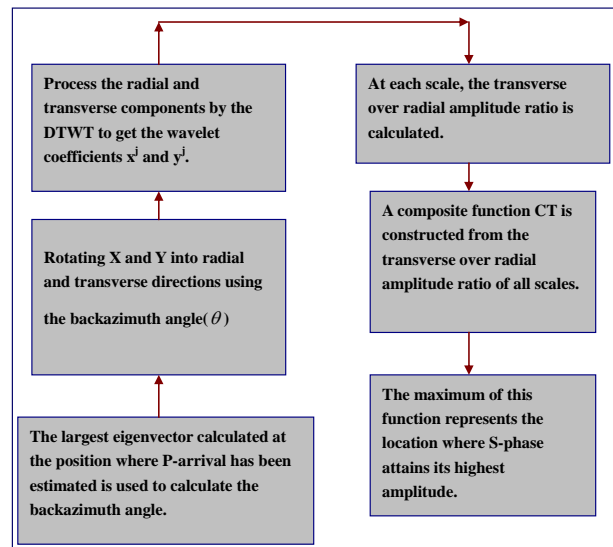 The largest eigenvector calculated at
the position where P-arrival has been
estimated is used to calculate the
backazimuth angle.
Rotating X and Y into radial
and transverse directions using
the backazimuth angle(θ)
Process the radial and
transverse components by the
DTWT to get the wavelet
coefficients xʲ and yʲ.
At each scale, the transverse
over radial amplitude ratio is
calculated.
A composite function CT is
constructed from the
transverse over radial
amplitude ratio of all scales.
The maximum of this
function represents the
location where S-phase
attains its highest
amplitude.